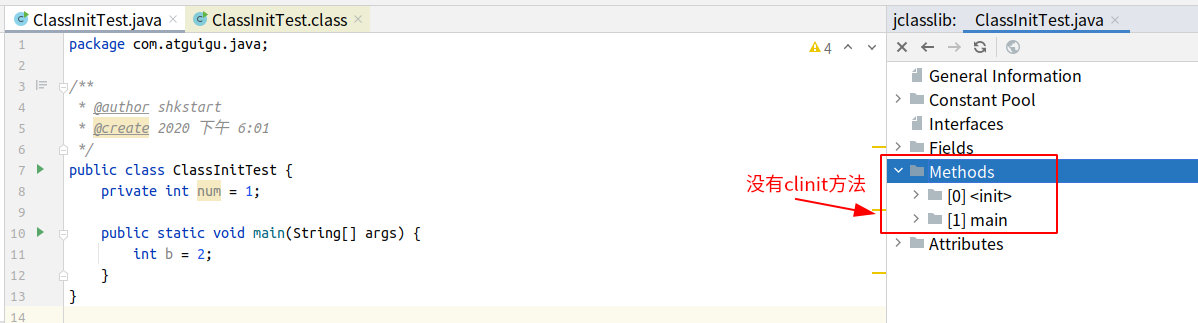 ClassInitTest.java
ClassInitTest.class
jclasslib:
ClassInitTest.java
1 package com.atguigu.java;
4
2
3 /**
4 * @author shkstart
5 * @create 2020 下午 6:01
6 */
7 public class ClassInitTest {
8 private int num = 1;
9
10 public static void main(String[] args) {
11 int b = 2;
12 }
13 }
14
没有clinit方法
General Information
Constant Pool
Interfaces
Fields
Methods
[0] <init>
[1] main
Attributes